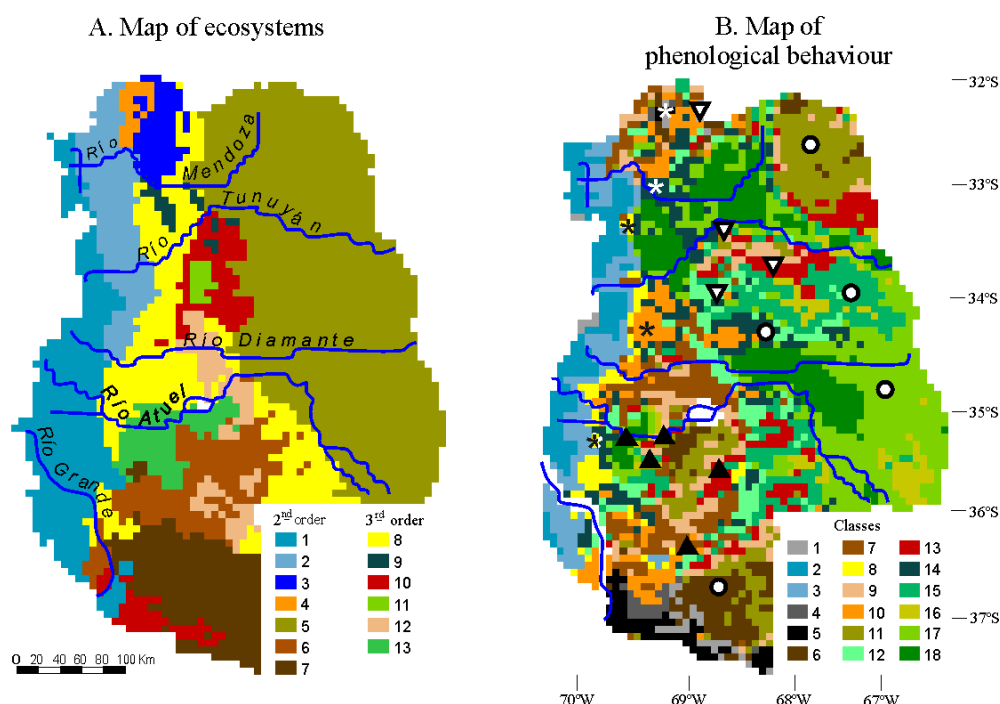 A. Map of ecosystems
B. Map of
phenological behaviour
32°S
33°S
34°S
35°S
36°S
37°S
Río
Mendoza
Río Tunuyán
Río Diamante
Río Atuel
Río Grande
2nd order
3rd order
1
2
3
4
5
6
7
8
9
10
11
12
13
0 20 40 60 80 100 Km
Classes
1 7 13
2 8 14
3 9 15
4 10 16
5 11 17
6 12 18
70°W 69°W 68°W 67°W